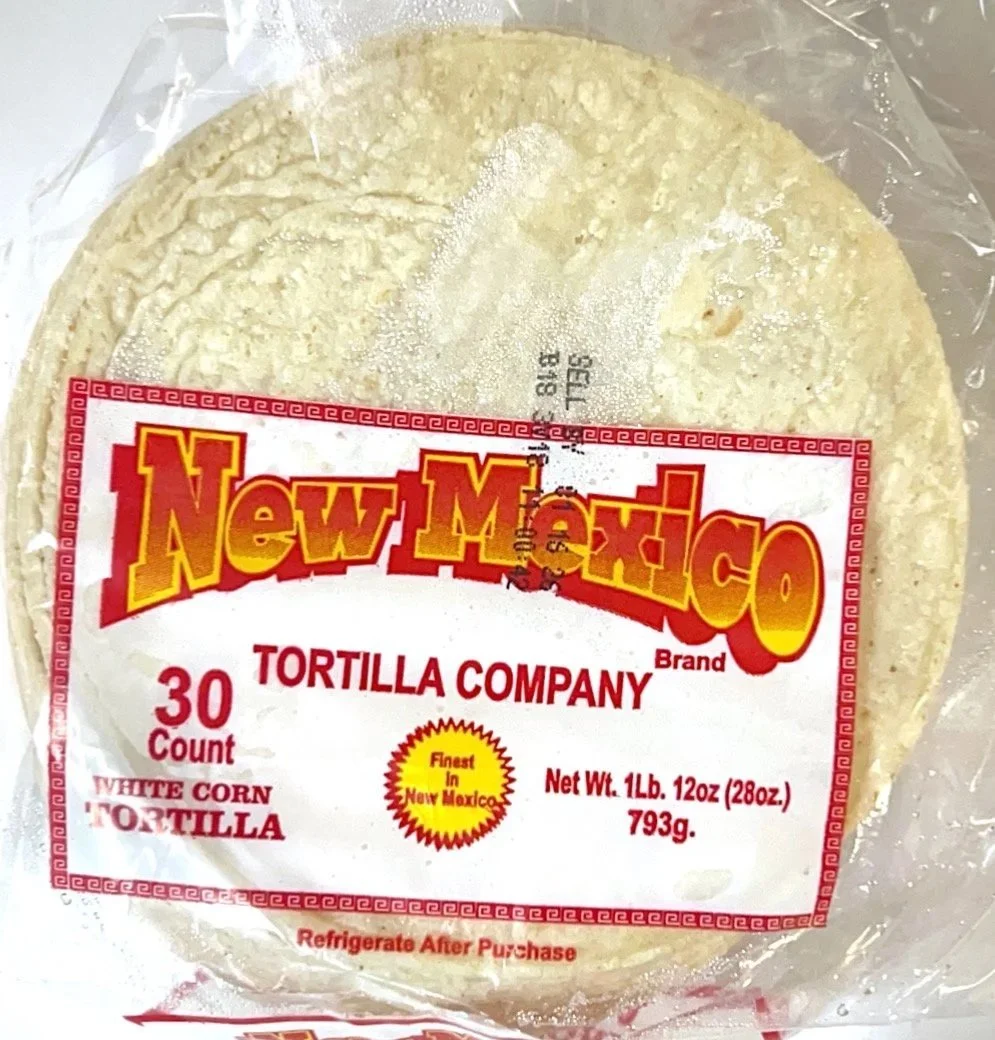 SELL BY
New Mexico
Brand
TORTILLA COMPANY
30
Count
WHITE CORN
TORTILLA
Finest
in
New Mexico
Net Wt. 1Lb. 12oz (28oz.)
793g.
Refrigerate After Purchase
New